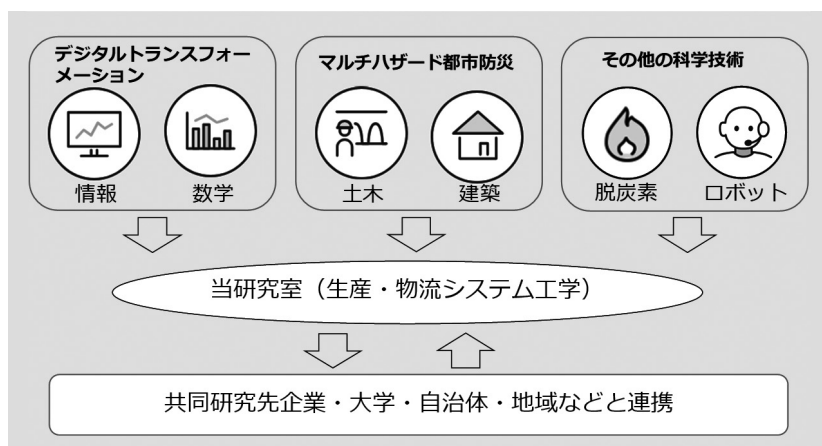 デジタルトランスフォー
メーション
情報
数学
マルチハザード都市防災
土木
建築
その他の科学技術
脱炭素
ロボット
当研究室（生産・物流システム工学）
共同研究先企業・大学・自治体・地域などと連携